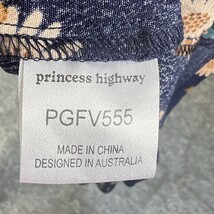 princess highway
PGFV555
MADE IN CHINA
DESIGNED IN AUSTRALIA